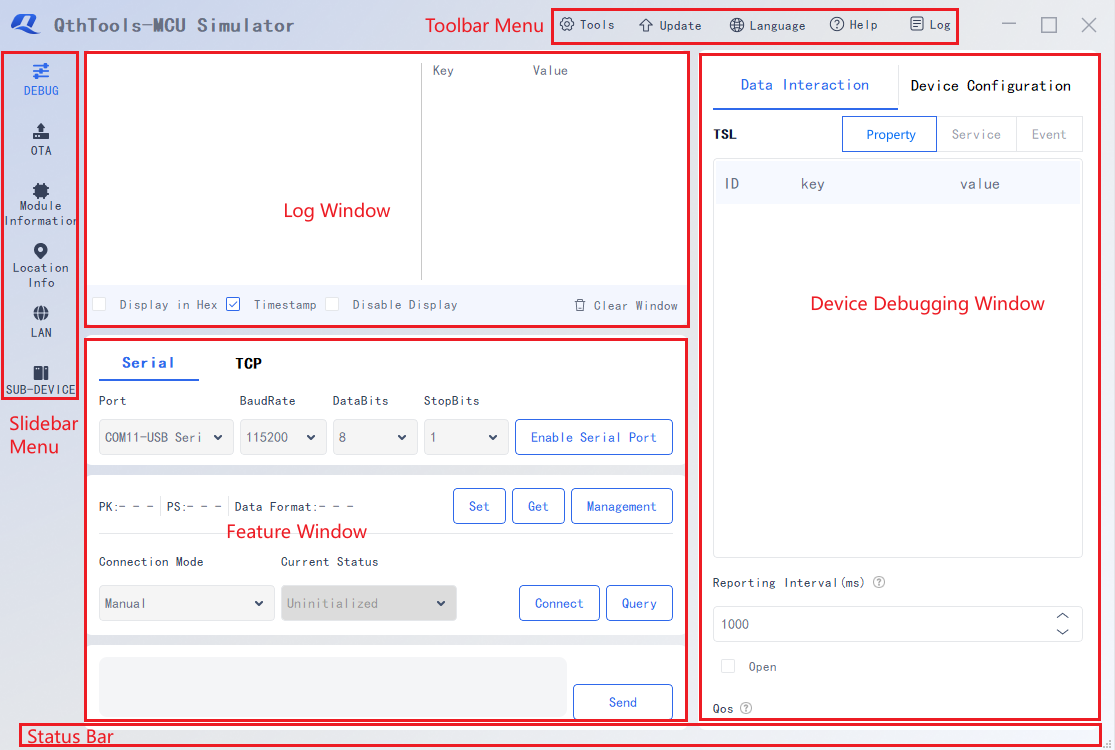 QthTools-MCU Simulator
Toolbar Menu
Tools
Update
Language
Help
Log
DEBUG
OTA
Module
Information
Location
Info
LAN
SUB-DEVICE
Slidebar
Menu
Key
Value
Log Window
Display in Hex
Timestamp
Disable Display
Clear Window
Serial
TCP
Port
BaudRate
DataBits
StopBits
COM11-USB Seri
115200
8
1
Enable Serial Port
PK:- - -
PS:- - -
Data Format:- - -
Set
Get
Management
Feature Window
Connection Mode
Current Status
Manual
Uninitialized
Connect
Query
Send
Data Interaction
Device Configuration
TSL
Property
Service
Event
ID
key
value
Device Debugging Window
Reporting Interval(ms) ?
1000
Open
Qos ?
Status Bar